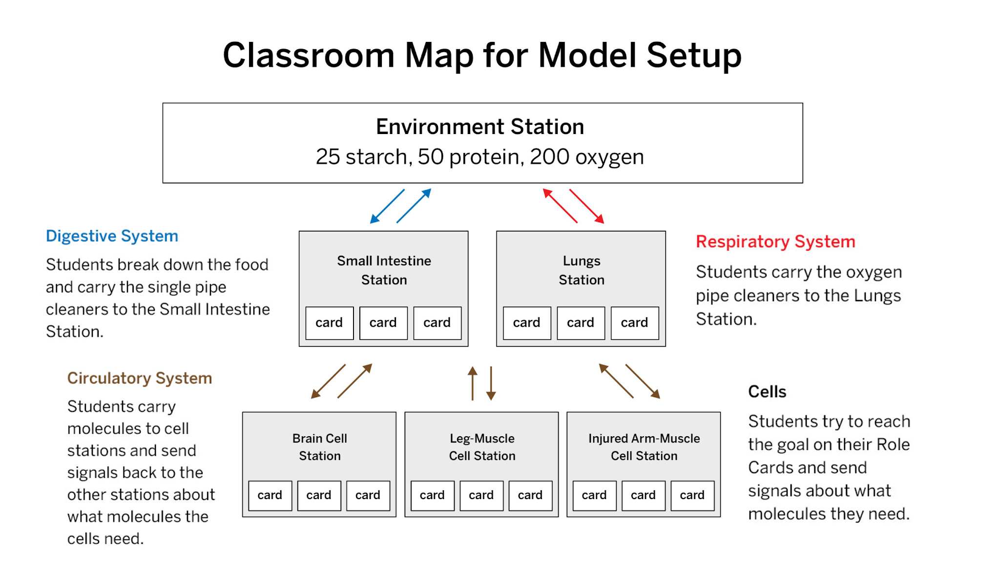 Classroom Map for Model Setup
Environment Station
25 starch, 50 protein, 200 oxygen
Digestive System
Students break down the food
and carry the single pipe
cleaners to the Small Intestine
Station.
Small Intestine
Station
card card card
Lungs
Station
card card card
Respiratory System
Students carry the oxygen
pipe cleaners to the Lungs
Station.
Circulatory System
Students carry
molecules to cell
stations and send
signals back to the
other stations about
what molecules the
cells need.
Brain Cell
Station
card card card
Leg-Muscle
Cell Station
card card card
Injured Arm-Muscle
Cell Station
card card card
Cells
Students try to reach
the goal on their Role
Cards and send
signals about what
molecules they need.